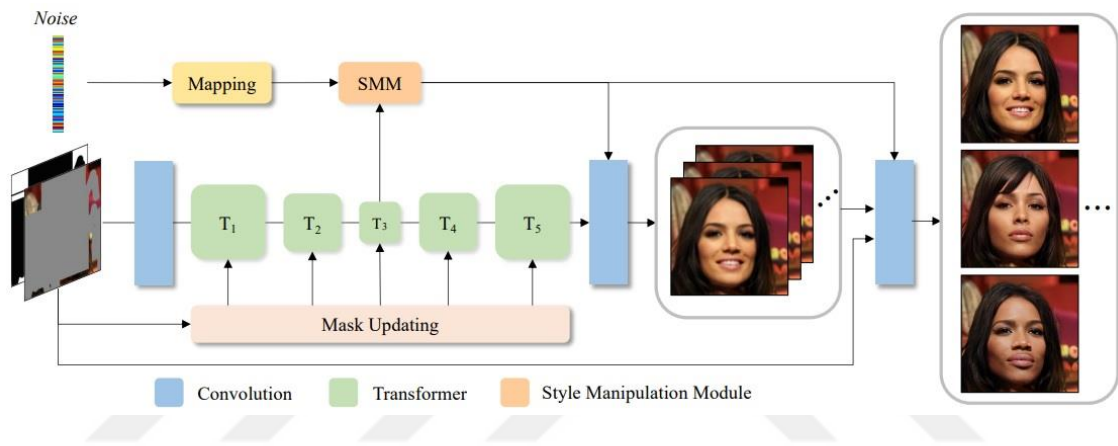 Noise
Mapping
SMM
T₁
T₂
T₃
T₄
T₅
Mask Updating
Convolution
Transformer
Style Manipulation Module